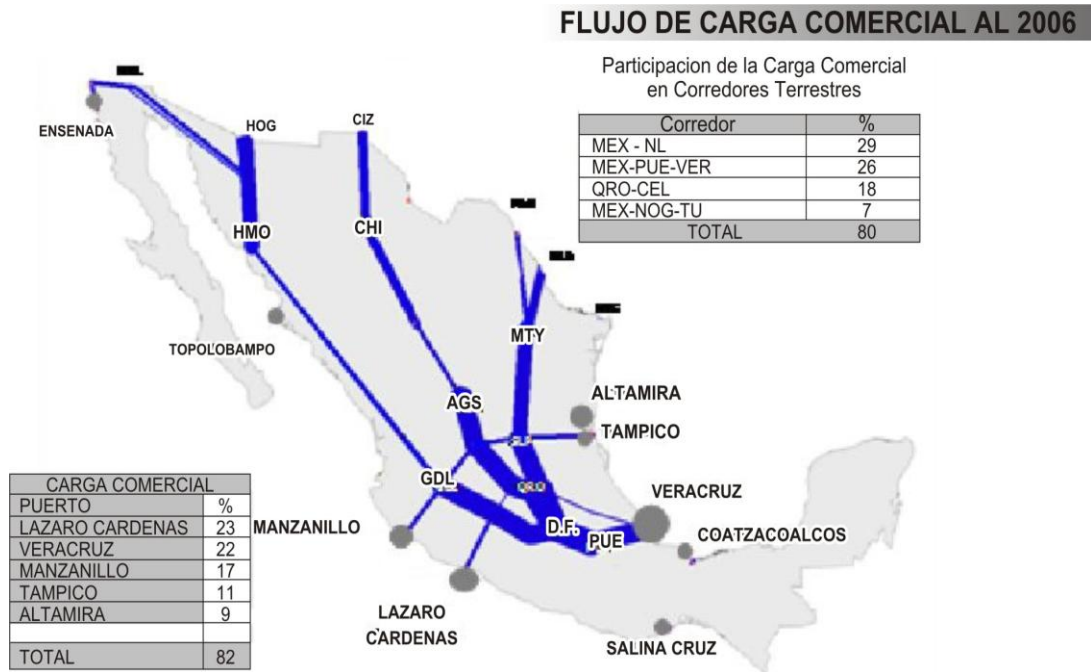 FLUJO DE CARGA COMERCIAL AL 2006
Participacion de la Carga Comercial
en Corredores Terrestres
Corredor %
MEX - NL 29
MEX-PUE-VER 26
QRO-CEL 18
MEX-NOG-TU 7
TOTAL 80
ENSENADA
HOG
CIZ
HMO
CHI
TOPOLOBAMPO
MTY
AGS
ALTAMIRA
TAMPICO
GDL
VERACRUZ
MANZANILLO
D.F.
PUE
COATZACOALCOS
LAZARO
CARDENAS
SALINA CRUZ
CARGA COMERCIAL
PUERTO %
LAZARO CARDENAS 23
VERACRUZ 22
MANZANILLO 17
TAMPICO 11
ALTAMIRA 9
TOTAL 82